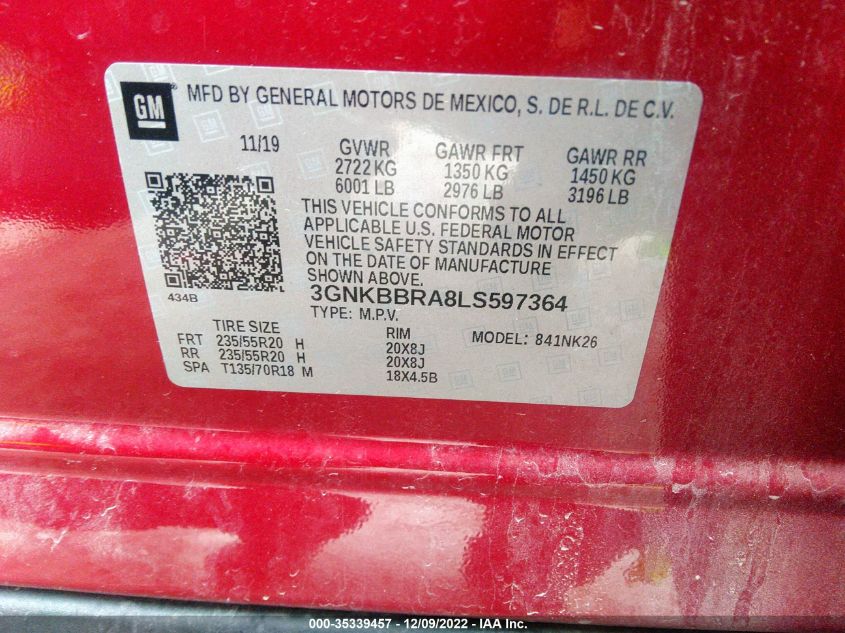 GM MFD BY GENERAL MOTORS DE MEXICO, S. DE R.L. DE C.V.
11/19 GVWR GAWR FRT GAWR RR
2722 KG 1350 KG 1450 KG
6001 LB 2976 LB 3196 LB
THIS VEHICLE CONFORMS TO ALL
APPLICABLE U.S. FEDERAL MOTOR
VEHICLE SAFETY STANDARDS IN EFFECT
ON THE DATE OF MANUFACTURE
SHOWN ABOVE.
434B
3GNKBBRA8LS597364
TYPE: M.P.V.
TIRE SIZE RIM MODEL: 841NK26
FRT 235/55R20 H 20X8J
RR 235/55R20 H 20X8J
SPA T135/70R18 M 18X4.5B
000-35339457 - 12/09/2022 - IAA Inc.